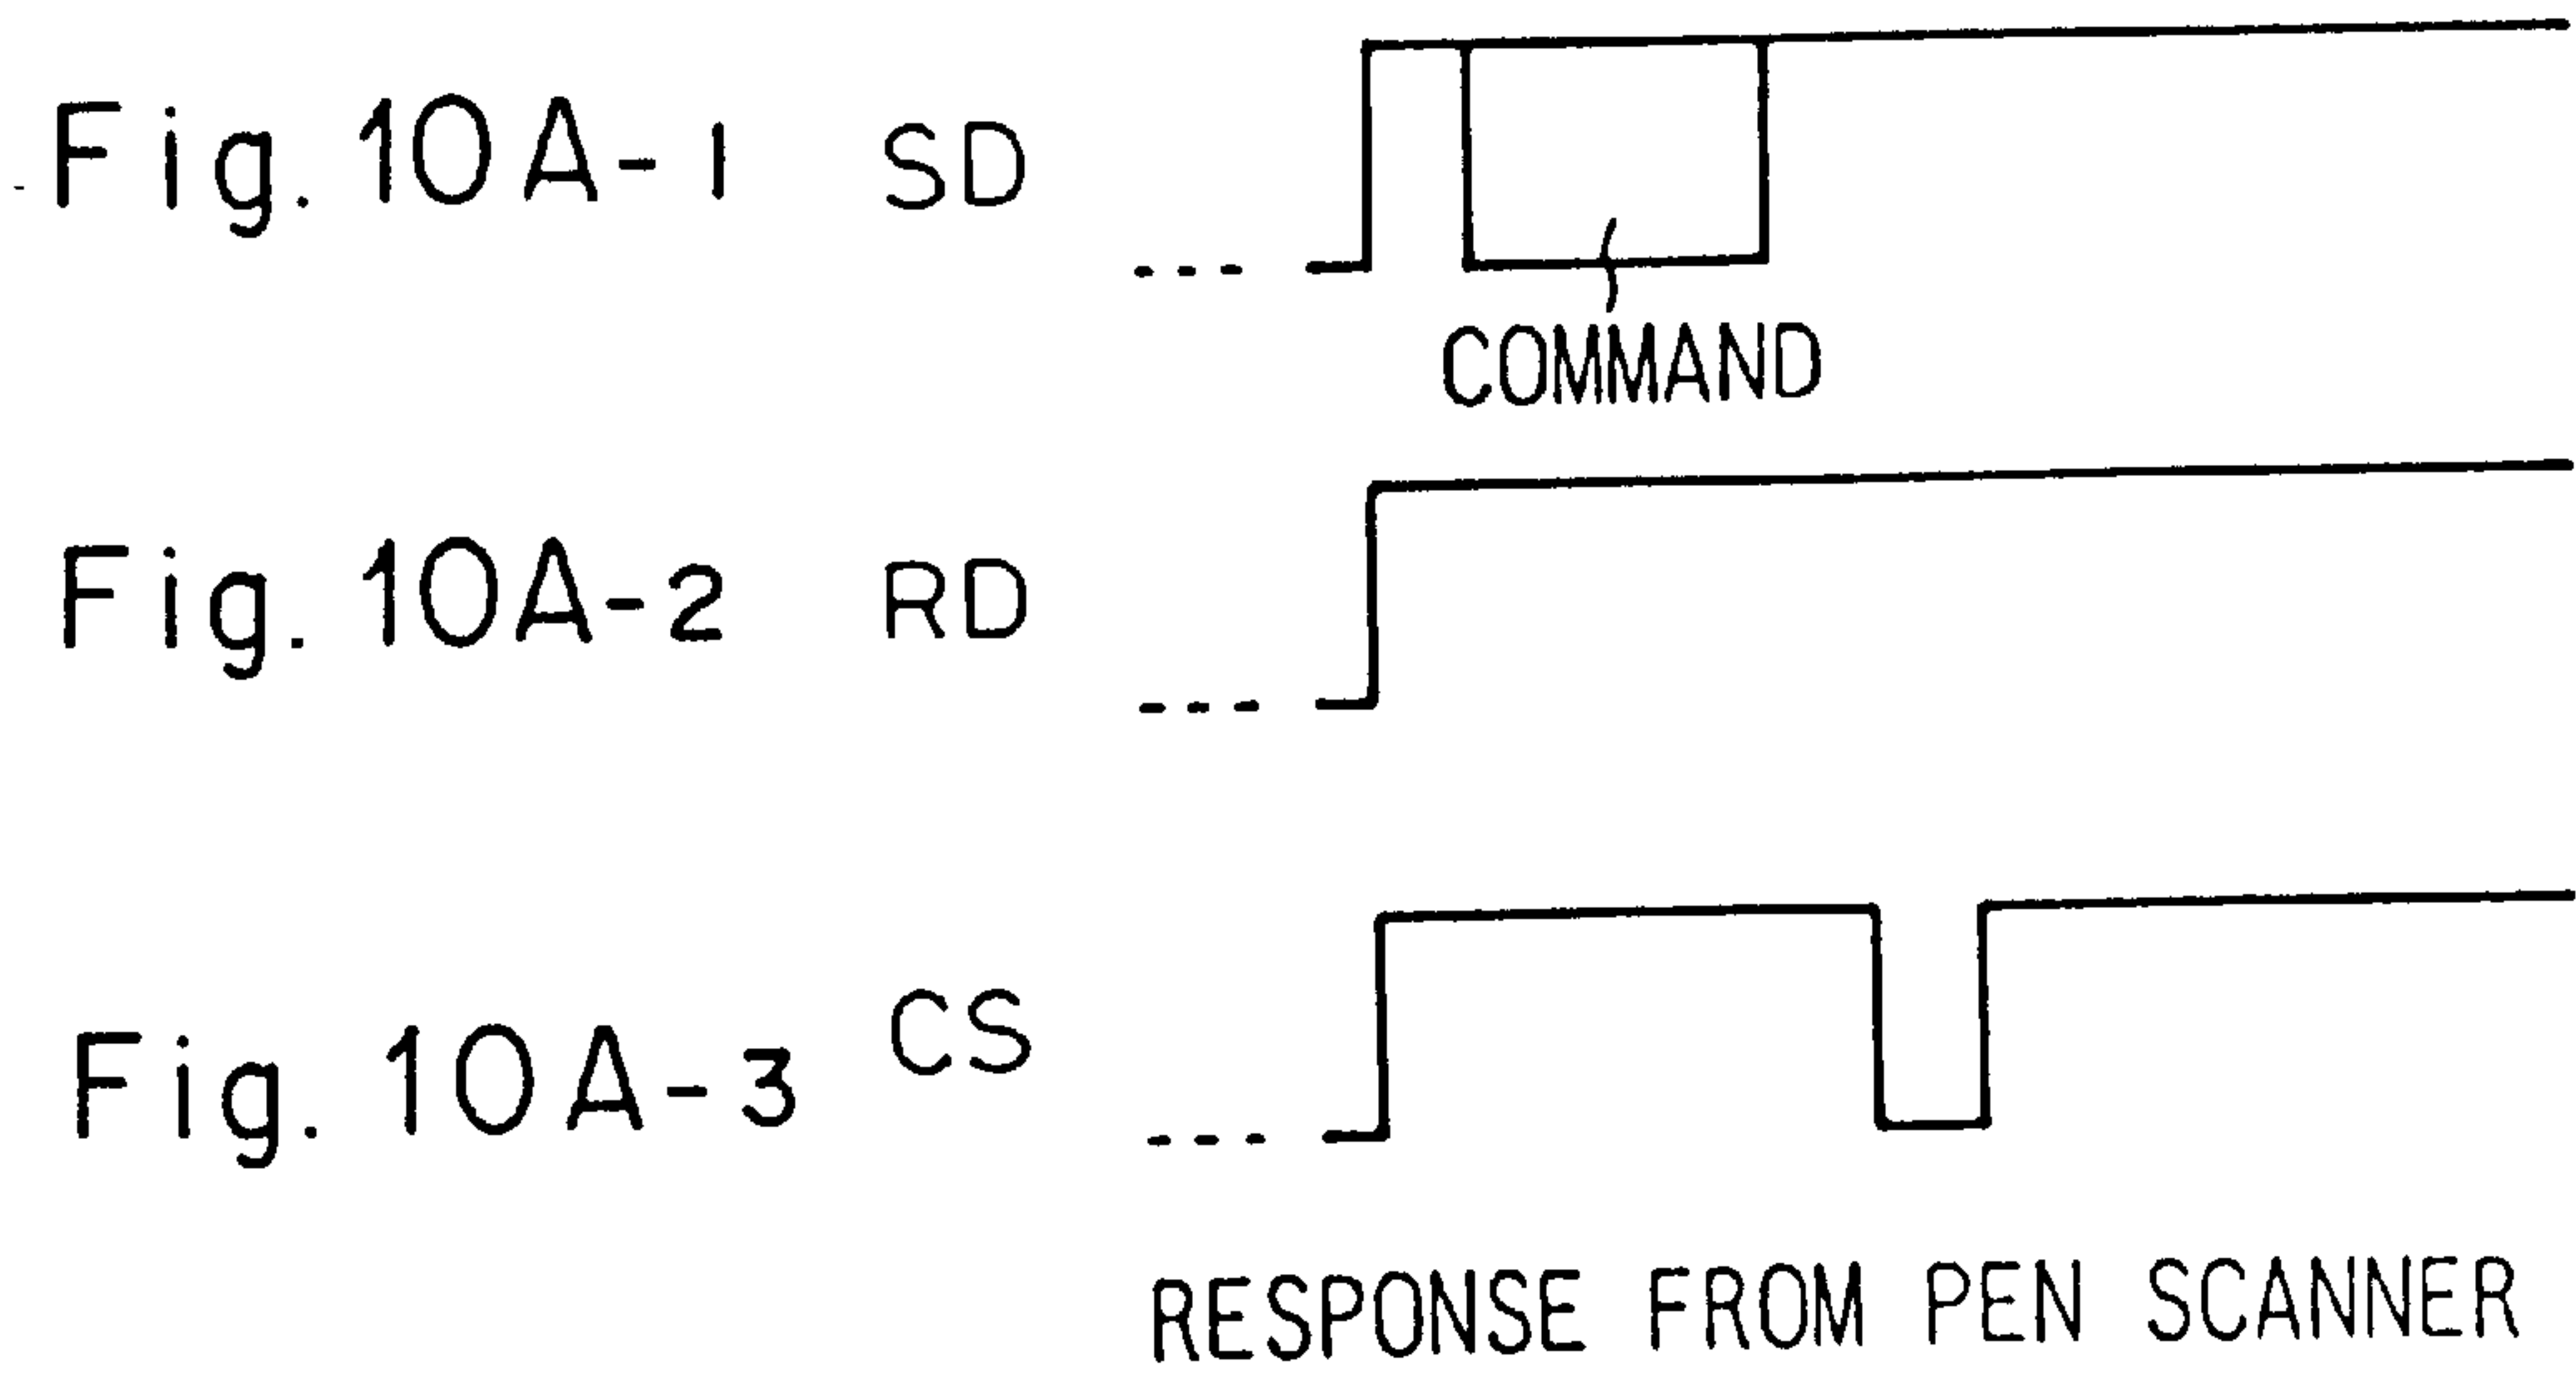 Fig. 10A-1 SD
COMMAND
Fig. 10A-2 RD
Fig. 10A-3 CS
RESPONSE FROM PEN SCANNER